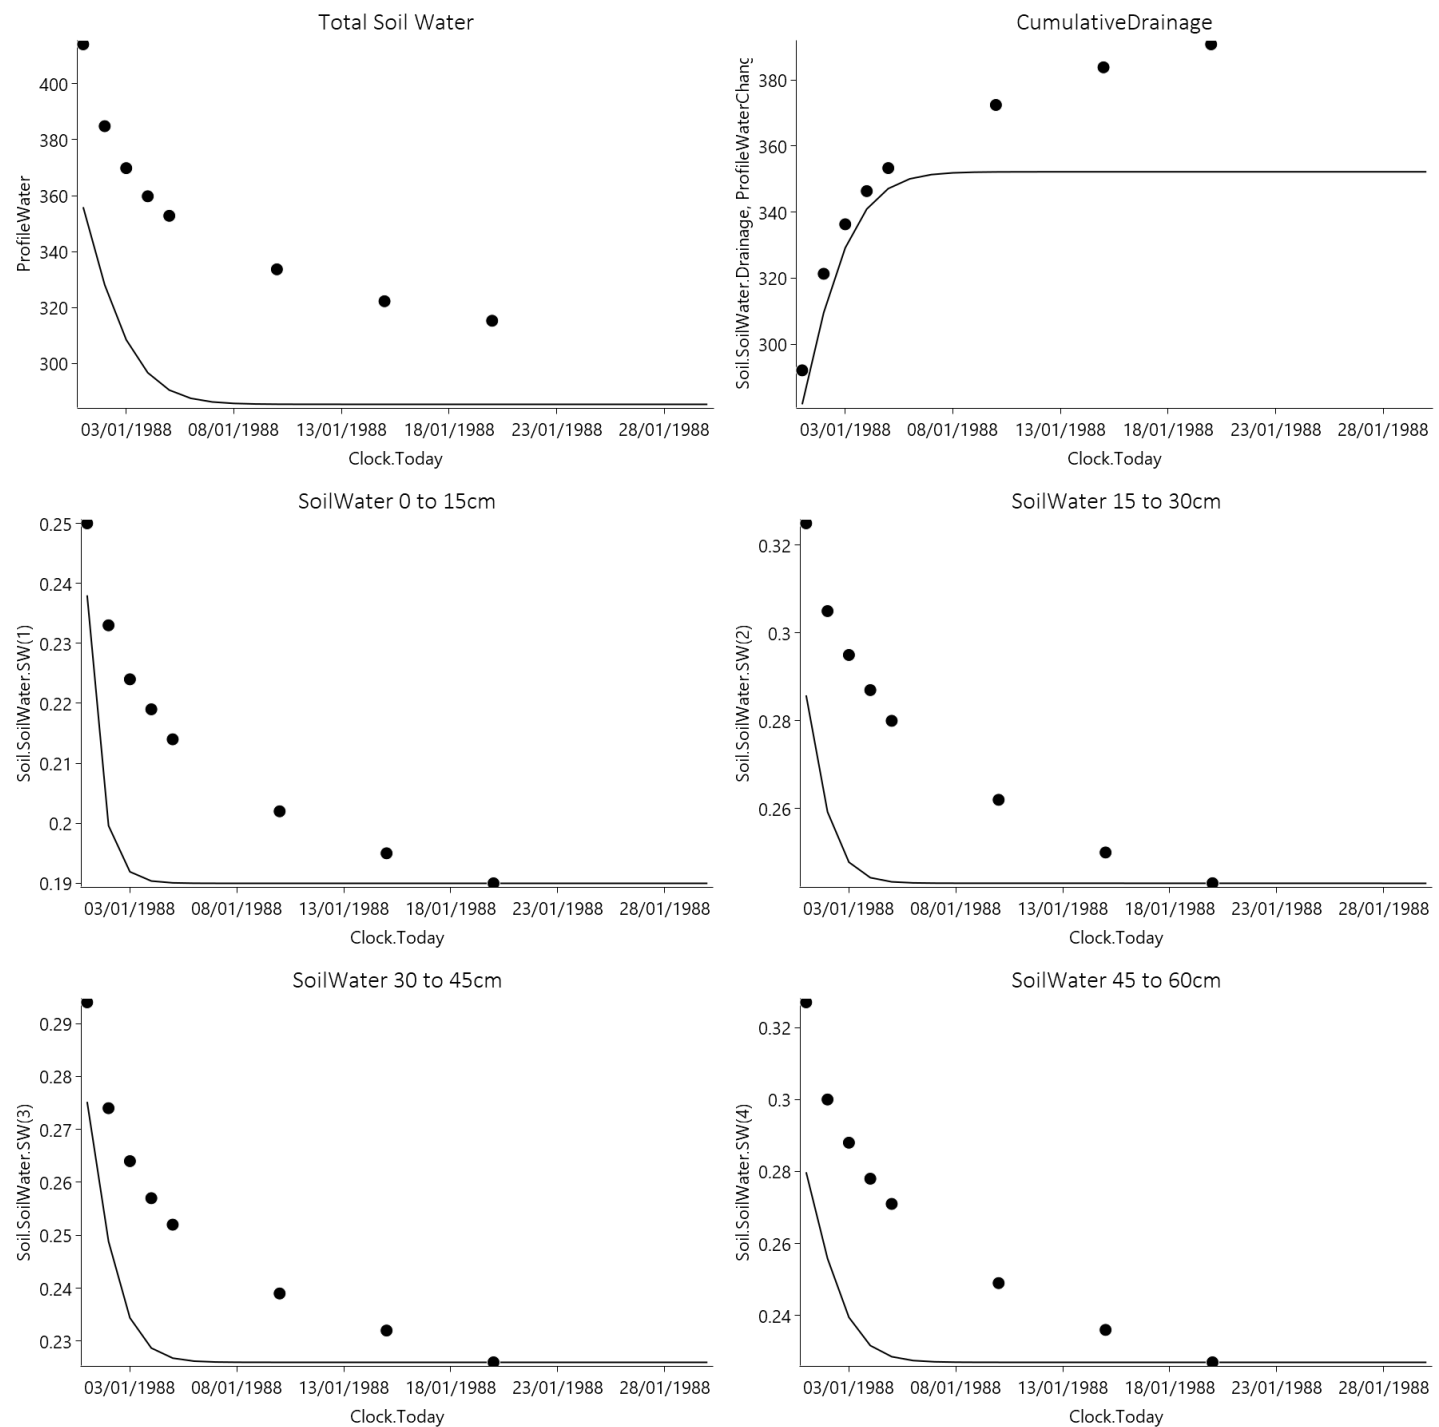 Total Soil Water
ProfileWater
400
380
360
340
320
300
03/01/1988 08/01/1988 13/01/1988 18/01/1988 23/01/1988 28/01/1988
Clock.Today
CumulativeDrainage
Soil.SoilWater.Drainage, ProfileWaterChang
380
360
340
320
300
03/01/1988 08/01/1988 13/01/1988 18/01/1988 23/01/1988 28/01/1988
Clock.Today
SoilWater 0 to 15cm
Soil.SoilWater.SW(1)
0.25
0.24
0.23
0.22
0.21
0.2
0.19
03/01/1988 08/01/1988 13/01/1988 18/01/1988 23/01/1988 28/01/1988
Clock.Today
SoilWater 15 to 30cm
Soil.SoilWater.SW(2)
0.32
0.3
0.28
0.26
03/01/1988 08/01/1988 13/01/1988 18/01/1988 23/01/1988 28/01/1988
Clock.Today
SoilWater 30 to 45cm
Soil.SoilWater.SW(3)
0.29
0.28
0.27
0.26
0.25
0.24
0.23
03/01/1988 08/01/1988 13/01/1988 18/01/1988 23/01/1988 28/01/1988
Clock.Today
SoilWater 45 to 60cm
Soil.SoilWater.SW(4)
0.32
0.3
0.28
0.26
0.24
03/01/1988 08/01/1988 13/01/1988 18/01/1988 23/01/1988 28/01/1988
Clock.Today